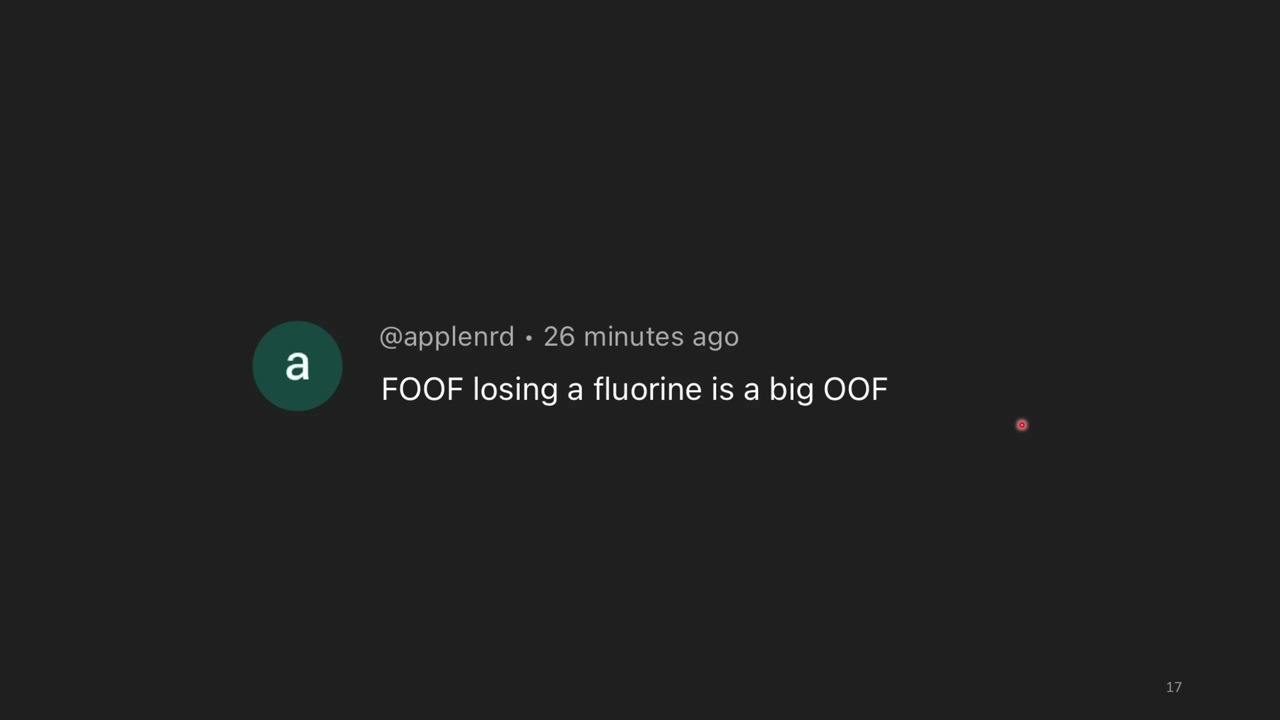 a
@applenrd • 26 minutes ago
FOOF losing a fluorine is a big OOF
17